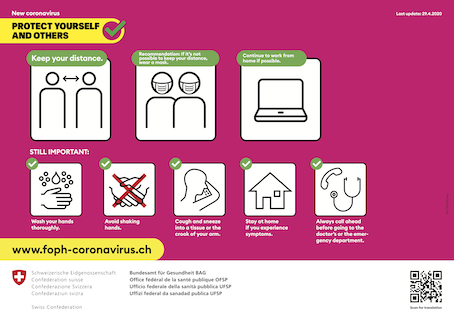 New coronavirus
Last update: 29.4.2020
PROTECT YOURSELF
AND OTHERS
Keep your distance.
Recommendation: If it's not
possible to keep your distance,
wear a mask.
Continue to work from
home if possible.
STILL IMPORTANT:
Wash your hands
thoroughly.
Avoid shaking
hands.
Cough and sneeze
into a tissue or the
crook of your arm.
Stay at home
if you experience
symptoms.
Always call ahead
before going to the
doctor's or the emer-
gency department.
www.foph-coronavirus.ch
Schweizerische Eidgenossenschaft
Confédération suisse
Confederazione Svizzera
Confederaziun svizra
Swiss Confederation
Bundesamt für Gesundheit BAG
Office fédéral de la santé publique OFSP
Ufficio federale della sanità pubblica UFSP
Uffizi federal da sanadad publica UFSP
Scan for translation